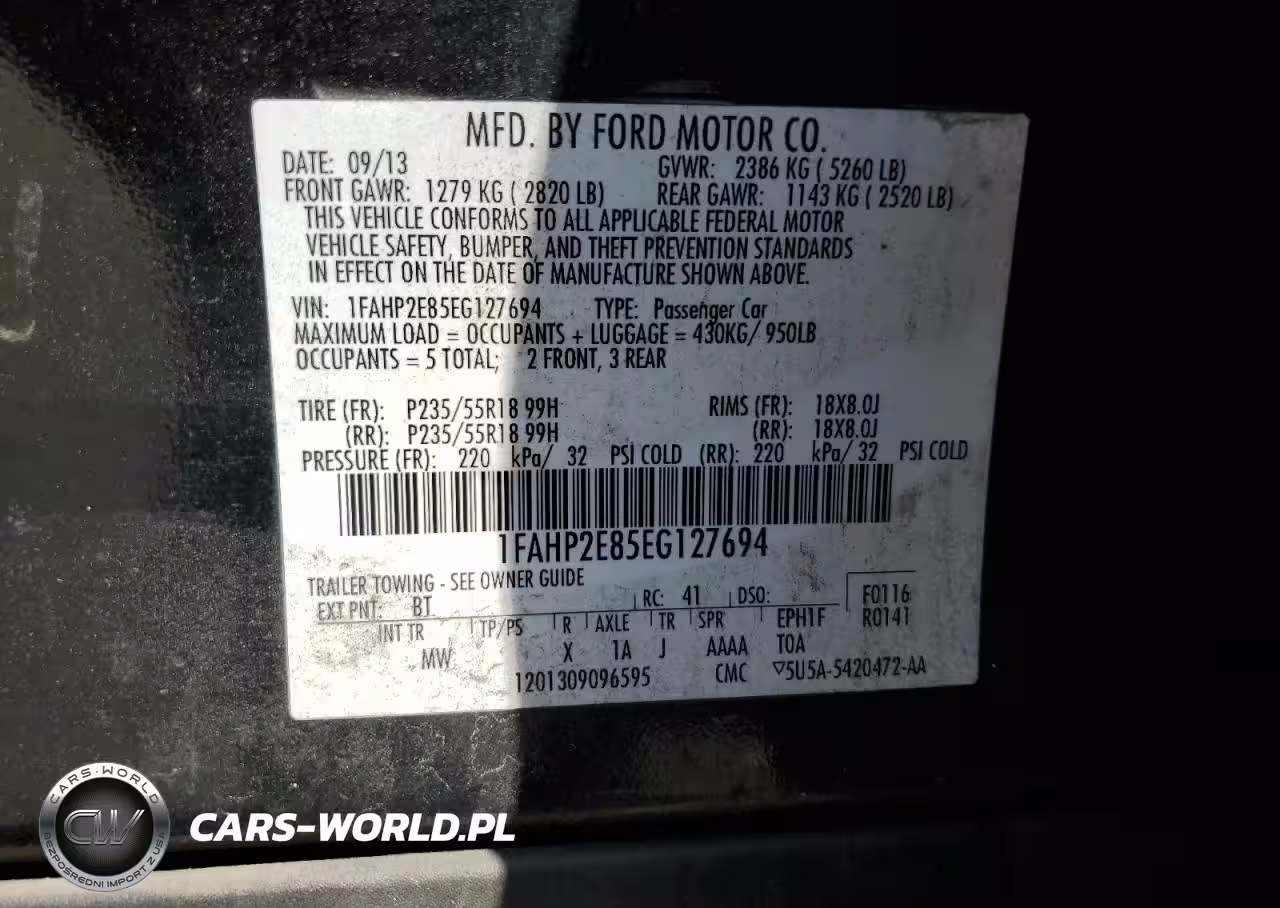 MFD. BY FORD MOTOR CO.
DATE: 09/13 GVWR: 2386 KG ( 5260 LB)
FRONT GAWR: 1279 KG ( 2820 LB) REAR GAWR: 1143 KG ( 2520 LB)
THIS VEHICLE CONFORMS TO ALL APPLICABLE FEDERAL MOTOR
VEHICLE SAFETY, BUMPER, AND THEFT PREVENTION STANDARDS
IN EFFECT ON THE DATE OF MANUFACTURE SHOWN ABOVE.
VIN: 1FAHP2E85EG127694 TYPE: Passenger Car
MAXIMUM LOAD = OCCUPANTS + LUGGAGE = 430KG/ 950LB
OCCUPANTS = 5 TOTAL; 2 FRONT, 3 REAR
TIRE (FR): P235/55R18 99H RIMS (FR): 18X8.0J
(RR): P235/55R18 99H (RR): 18X8.0J
PRESSURE (FR): 220 kPa/ 32 PSI COLD (RR): 220 kPa/ 32 PSI COLD
1FAHP2E85EG127694
TRAILER TOWING - SEE OWNER GUIDE
EXT PNT: BT RC: 41 DSO: F0116
INT TR TP/PS R AXLE TR SPR EPH1F R0141
MW X 1A J AAAA TOA
1201309096595 CMC ▽5U5A-5420472-AA
CARS-WORLD
CW
BEZPOŚREDNI IMPORT Z USA
CARS-WORLD.PL